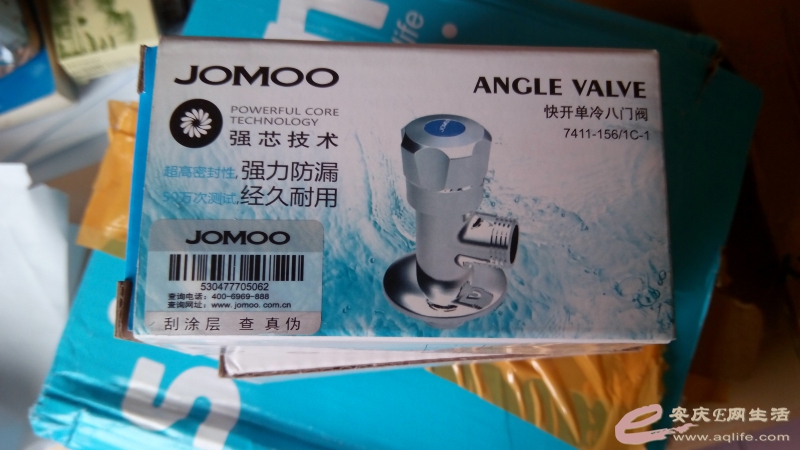 JOMOO
POWERFUL CORE
TECHNOLOGY
强芯技术
超高密封性,强力防漏
50万次测试,经久耐用
ANGLE VALVE
快开单冷八门阀
7411-156/1C-1
JOMOO
530477705062
查询电话: 400-6969-888
查询网址: www.jomoo.com.cn
刮涂层 查真伪
life
安庆E网生活
www.aqlife.com